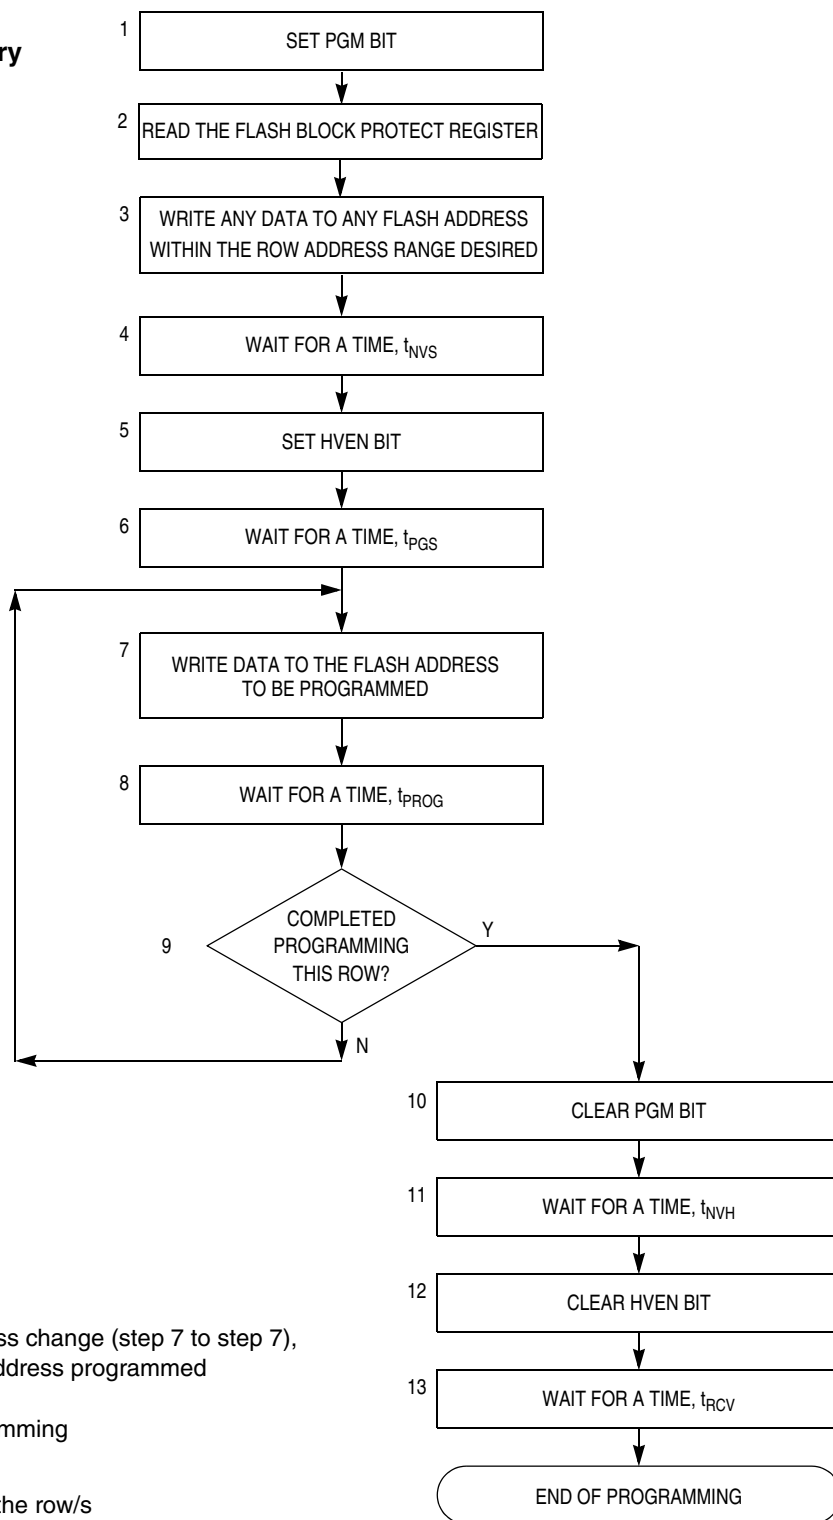 ry
1
SET PGM BIT
2
READ THE FLASH BLOCK PROTECT REGISTER
3
WRITE ANY DATA TO ANY FLASH ADDRESS
WITHIN THE ROW ADDRESS RANGE DESIRED
4
WAIT FOR A TIME, tNVS
5
SET HVEN BIT
6
WAIT FOR A TIME, tPGS
7
WRITE DATA TO THE FLASH ADDRESS
TO BE PROGRAMMED
8
WAIT FOR A TIME, tPROG
9
COMPLETED
PROGRAMMING
THIS ROW?
Y
N
10
CLEAR PGM BIT
11
WAIT FOR A TIME, tNVH
12
CLEAR HVEN BIT
13
WAIT FOR A TIME, tRCV
END OF PROGRAMMING
ss change (step 7 to step 7),
ddress programmed
mming
the row/s